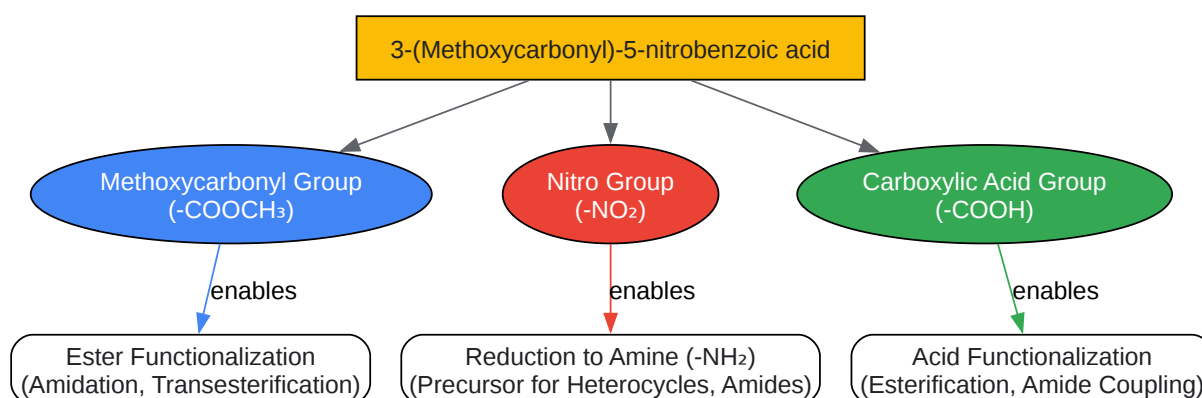 3-(Methoxycarbonyl)-5-nitrobenzoic acid
Methoxycarbonyl Group
(-COOCH₃)
Nitro Group
(-NO₂)
Carboxylic Acid Group
(-COOH)
enables
enables
enables
Ester Functionalization
(Amidation, Transesterification)
Reduction to Amine (-NH₂)
(Precursor for Heterocycles, Amides)
Acid Functionalization
(Esterification, Amide Coupling)